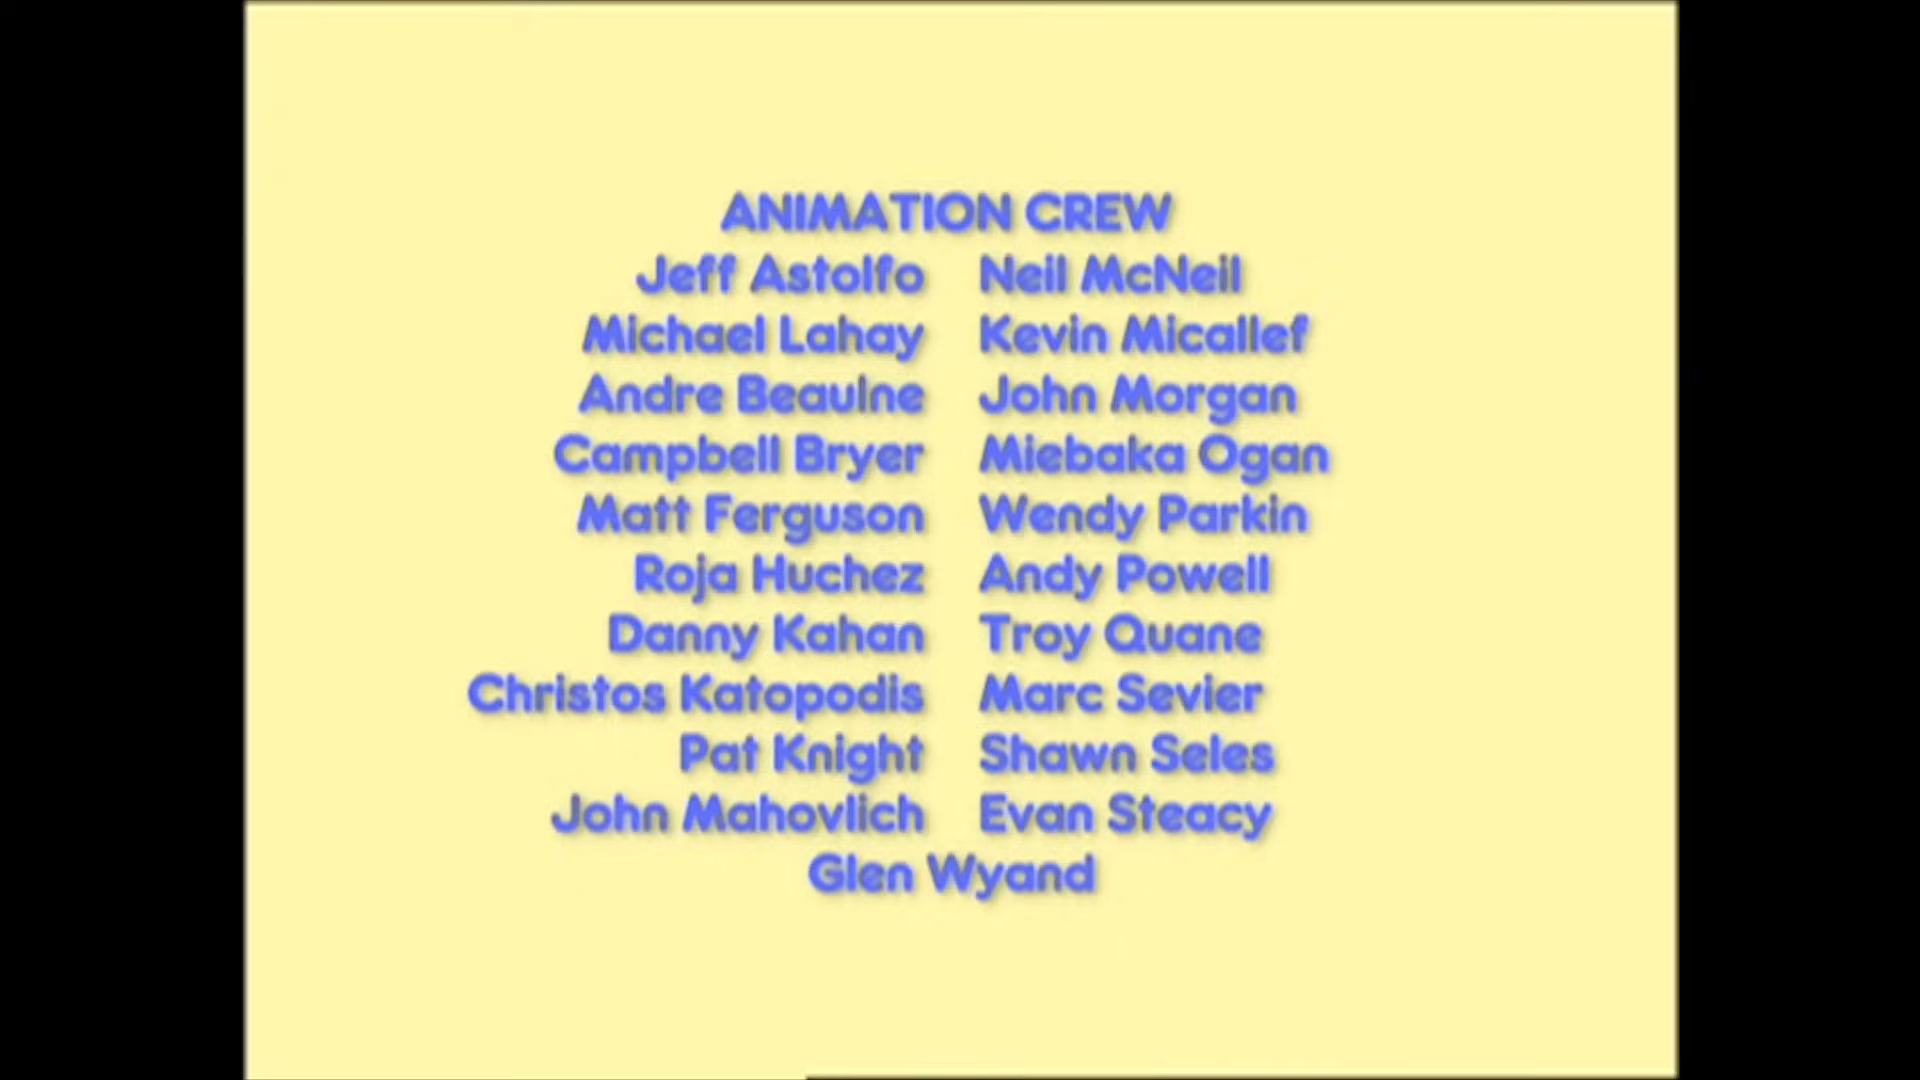 ANIMATION CREW
Jeff Astolfo Neil McNeil
Michael Lahay Kevin Micallef
Andre Beaulne John Morgan
Campbell Bryer Miebaka Ogan
Matt Ferguson Wendy Parkin
Roja Huchez Andy Powell
Danny Kahan Troy Quane
Christos Katopodis Marc Sevier
Pat Knight Shawn Seles
John Mahovlich Evan Steacy
Glen Wyand